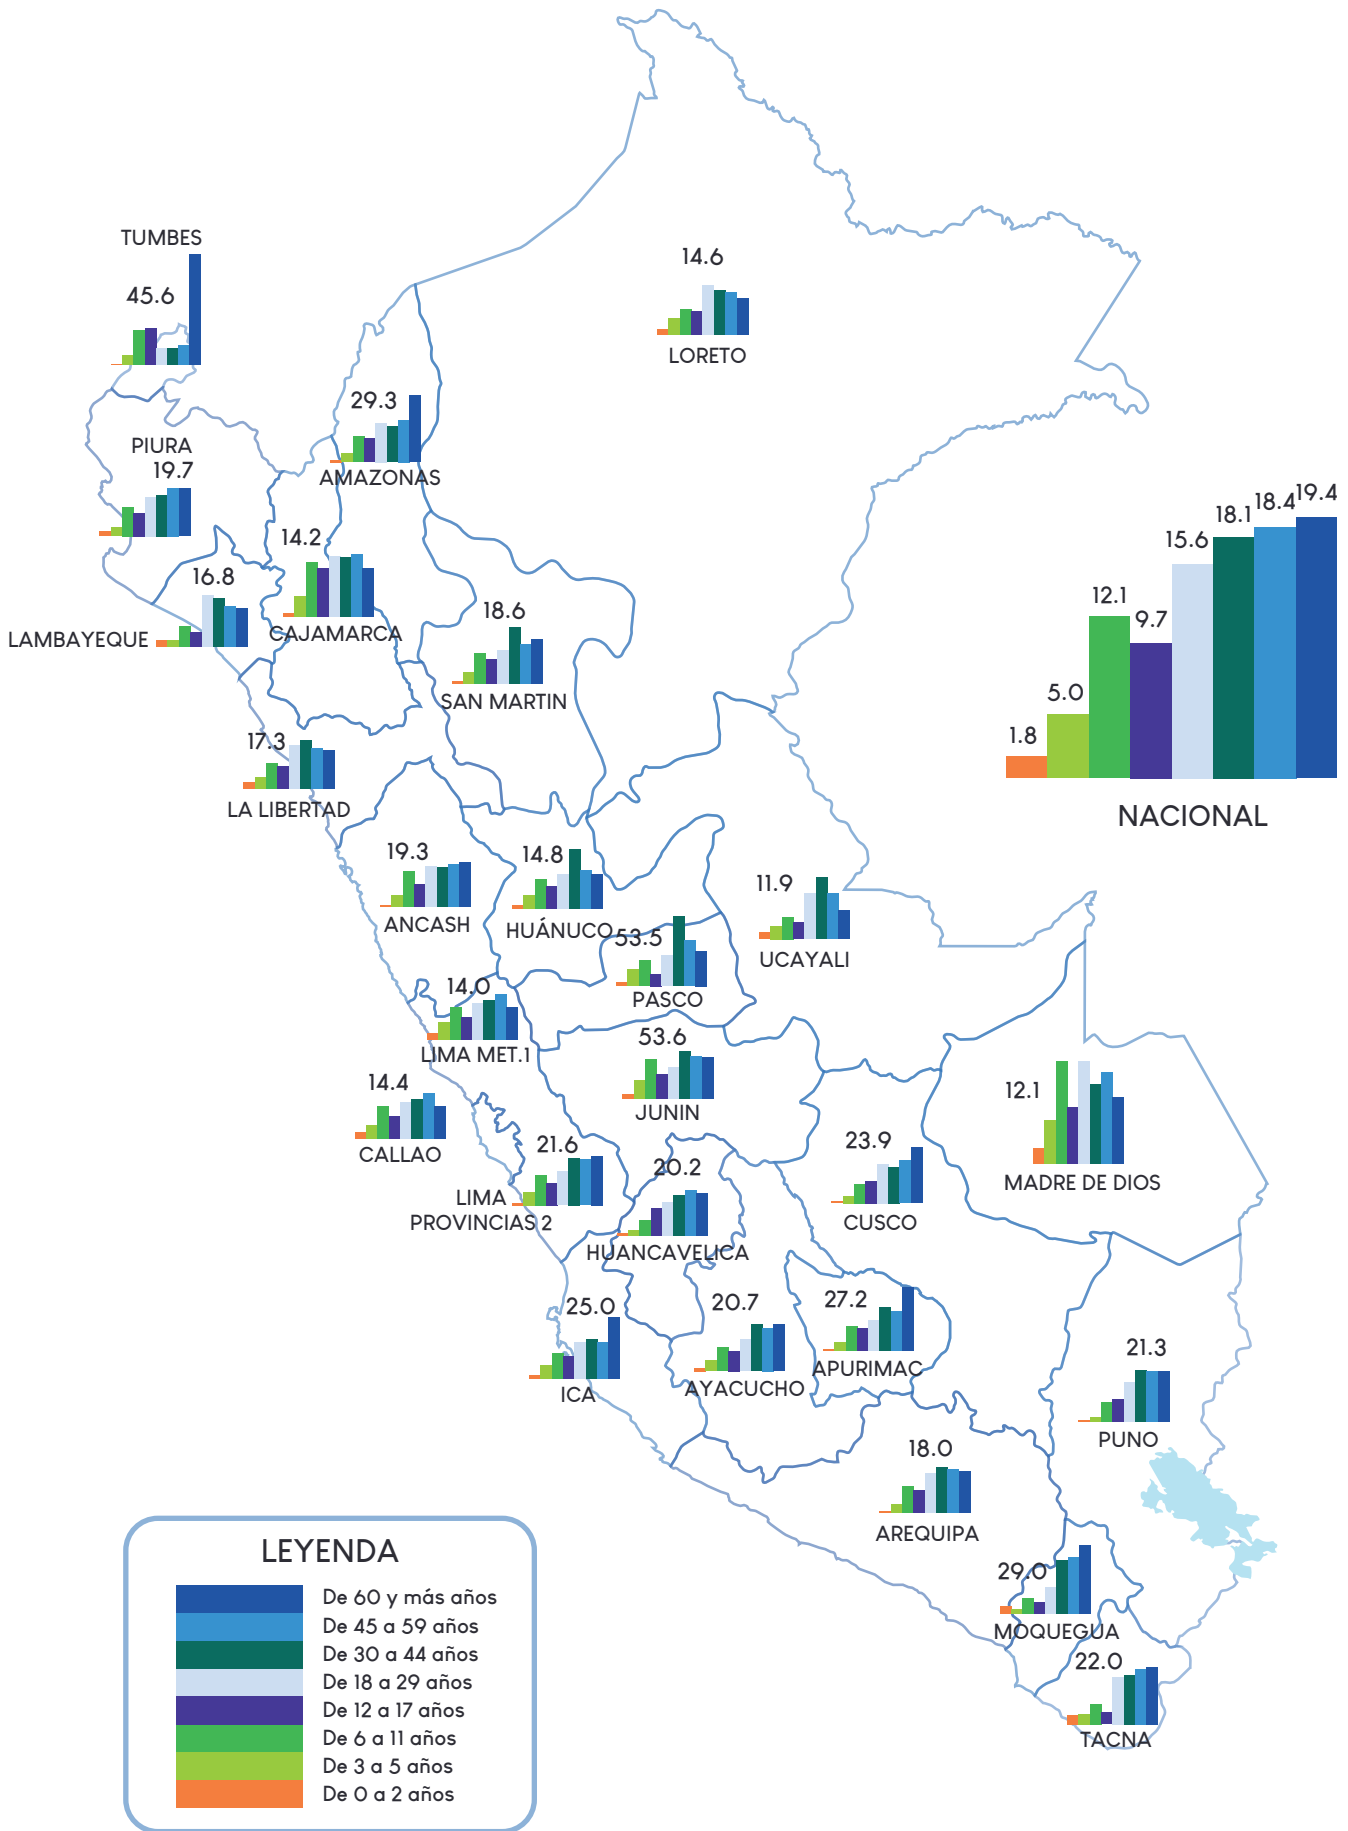 TUMBES
45.6
14.6
LORETO
29.3
AMAZONAS
PIURA
19.7
14.2
CAJAMARCA
16.8
LAMBAYEQUE
18.6
SAN MARTIN
19.4
18.4
18.1
15.6
12.1
9.7
5.0
1.8
NACIONAL
17.3
LA LIBERTAD
19.3
ANCASH
14.8
HUÁNUCO
11.9
UCAYALI
53.5
PASCO
14.0
LIMA MET.1
53.6
JUNIN
14.4
CALLAO
12.1
MADRE DE DIOS
21.6
LIMA
PROVINCIAS 2
20.2
HUANCAVELICA
23.9
CUSCO
25.0
ICA
20.7
AYACUCHO
27.2
APURIMAC
21.3
PUNO
18.0
AREQUIPA
29.0
MOQUEGUA
22.0
TACNA
LEYENDA
De 60 y más años
De 45 a 59 años
De 30 a 44 años
De 18 a 29 años
De 12 a 17 años
De 6 a 11 años
De 3 a 5 años
De 0 a 2 años